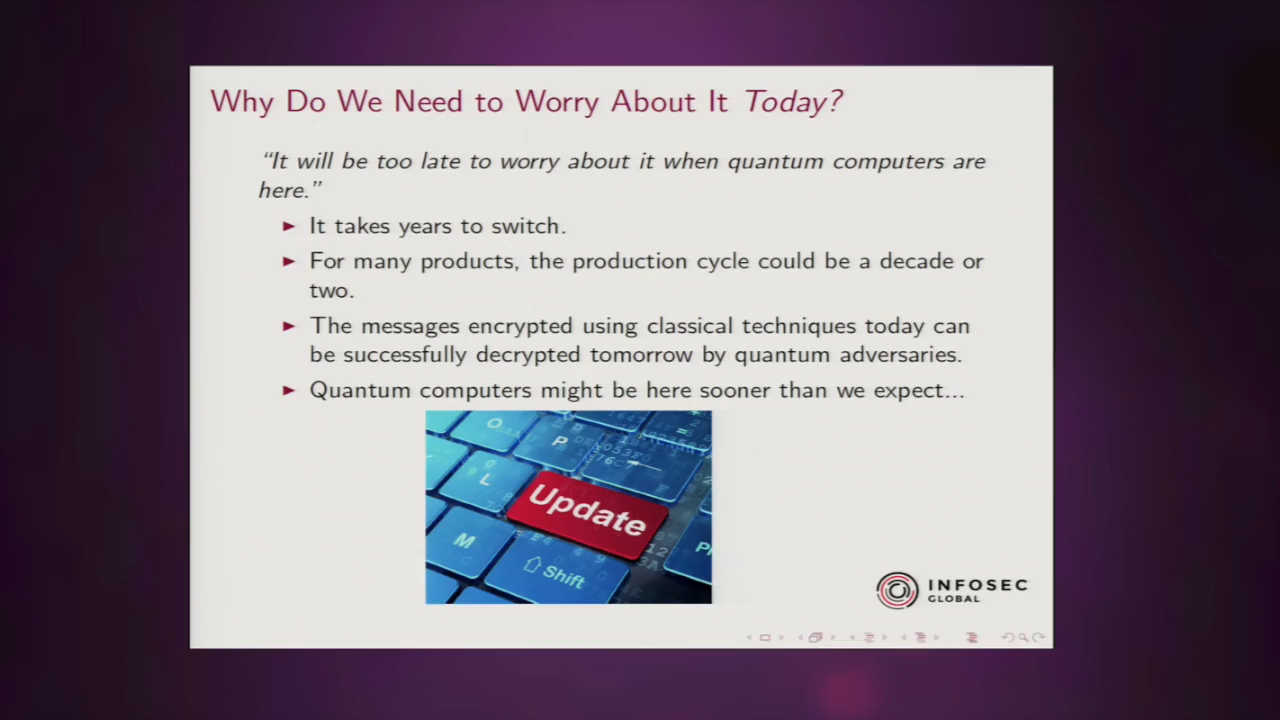 Why Do We Need to Worry About It Today?
“It will be too late to worry about it when quantum computers are
here.”
► It takes years to switch.
► For many products, the production cycle could be a decade or
two.
► The messages encrypted using classical techniques today can
be successfully decrypted tomorrow by quantum adversaries.
► Quantum computers might be here sooner than we expect...
O
P
L
Update
M
Shift
INFOSEC
GLOBAL